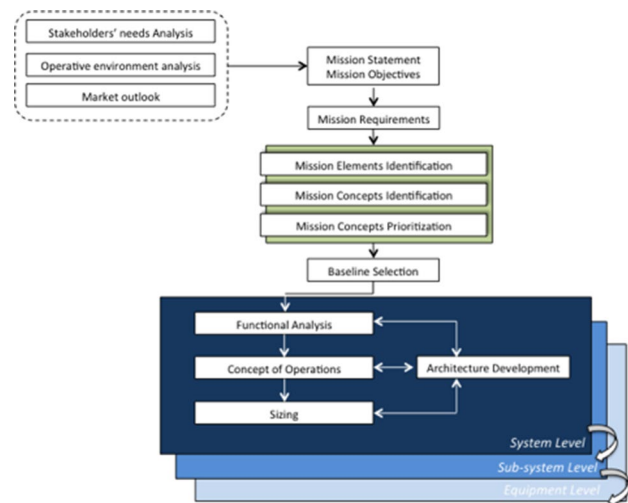 Stakeholders' needs Analysis
Operative environment analysis
Market outlook
Mission Statement
Mission Objectives
Mission Requirements
Mission Elements Identification
Mission Concepts Identification
Mission Concepts Prioritization
Baseline Selection
Functional Analysis
Concept of Operations
Architecture Development
Sizing
System Level
Sub-system Level
Equipment Level